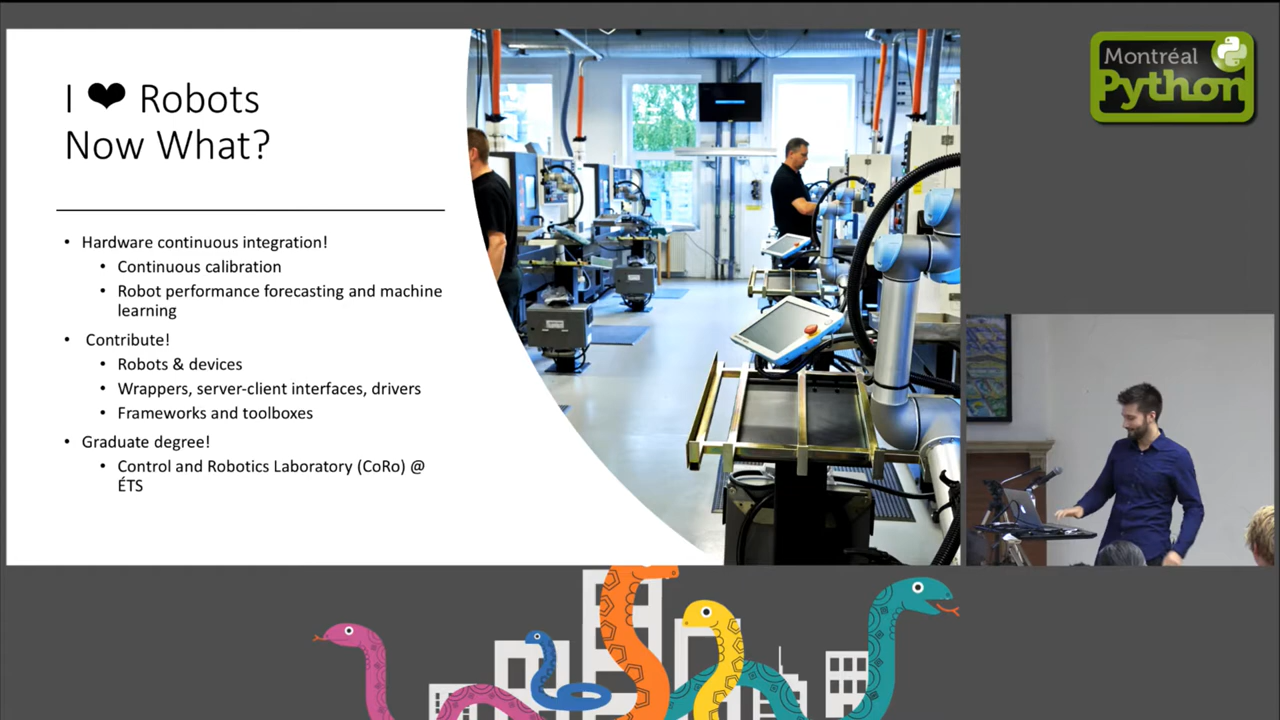 I ❤ Robots
Now What?
• Hardware continuous integration!
• Continuous calibration
• Robot performance forecasting and machine
learning
• Contribute!
• Robots & devices
• Wrappers, server-client interfaces, drivers
• Frameworks and toolboxes
• Graduate degree!
• Control and Robotics Laboratory (CoRo) @
ÉTS
Montréal
Python